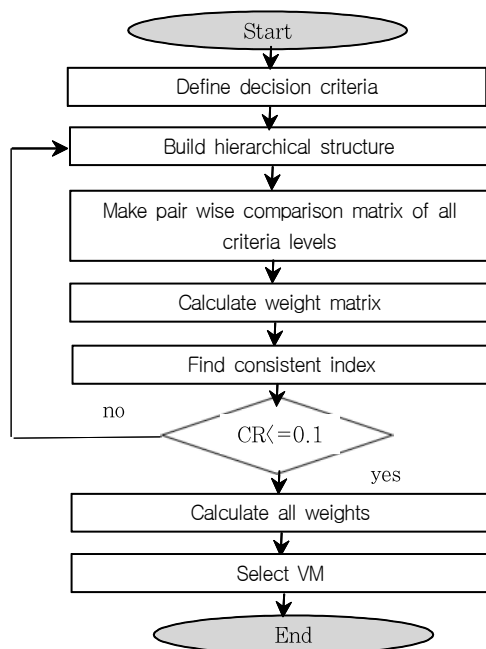 Start
Define decision criteria
Build hierarchical structure
Make pair wise comparison matrix of all
criteria levels
Calculate weight matrix
Find consistent index
no
CR<=0.1
yes
Calculate all weights
Select VM
End